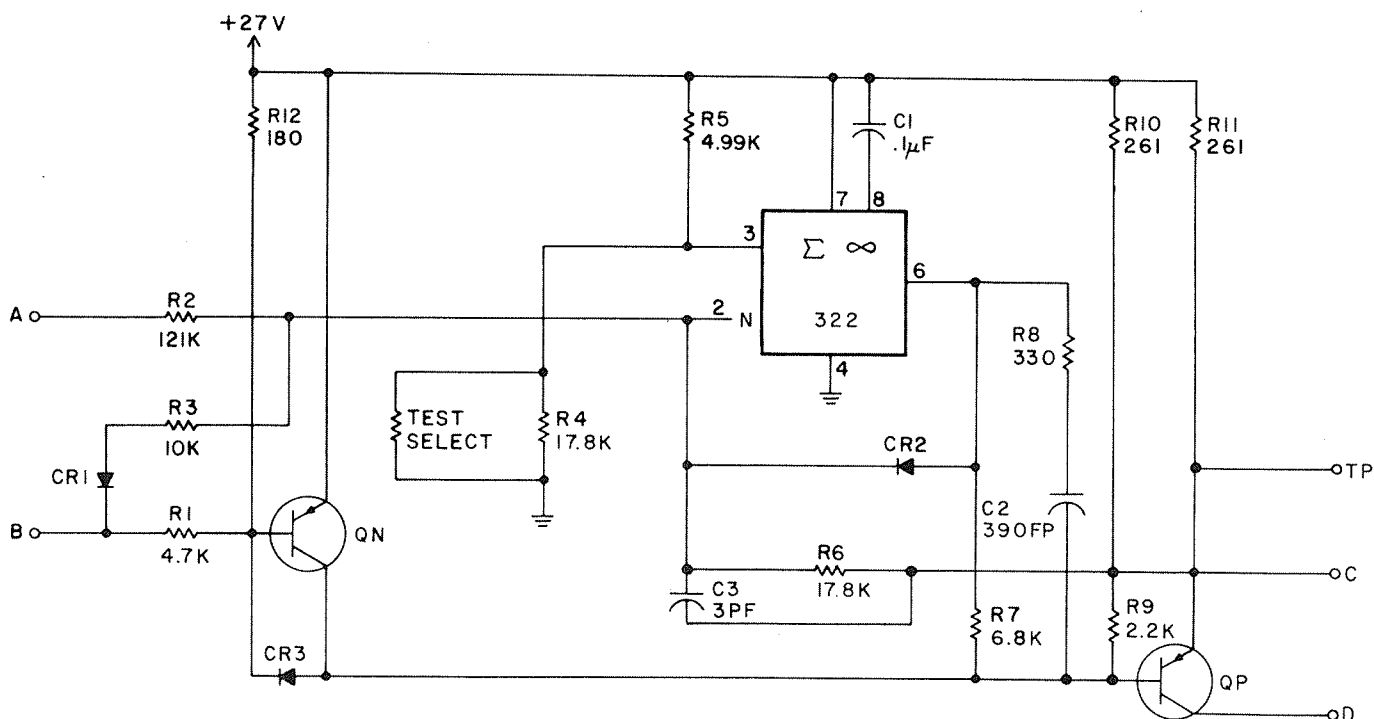 +27V
R12
180
R5
4.99K
C1
.1µF
R10
261
R11
261
7
8
3
Σ ∞
6
A
R2
121K
2
N
322
R8
330
4
R3
10K
TEST
SELECT
R4
17.8K
CR2
TP
CR1
B
R1
4.7K
QN
C2
390FP
R6
17.8K
C
C3
3PF
R7
6.8K
R9
2.2K
CR3
QP
D